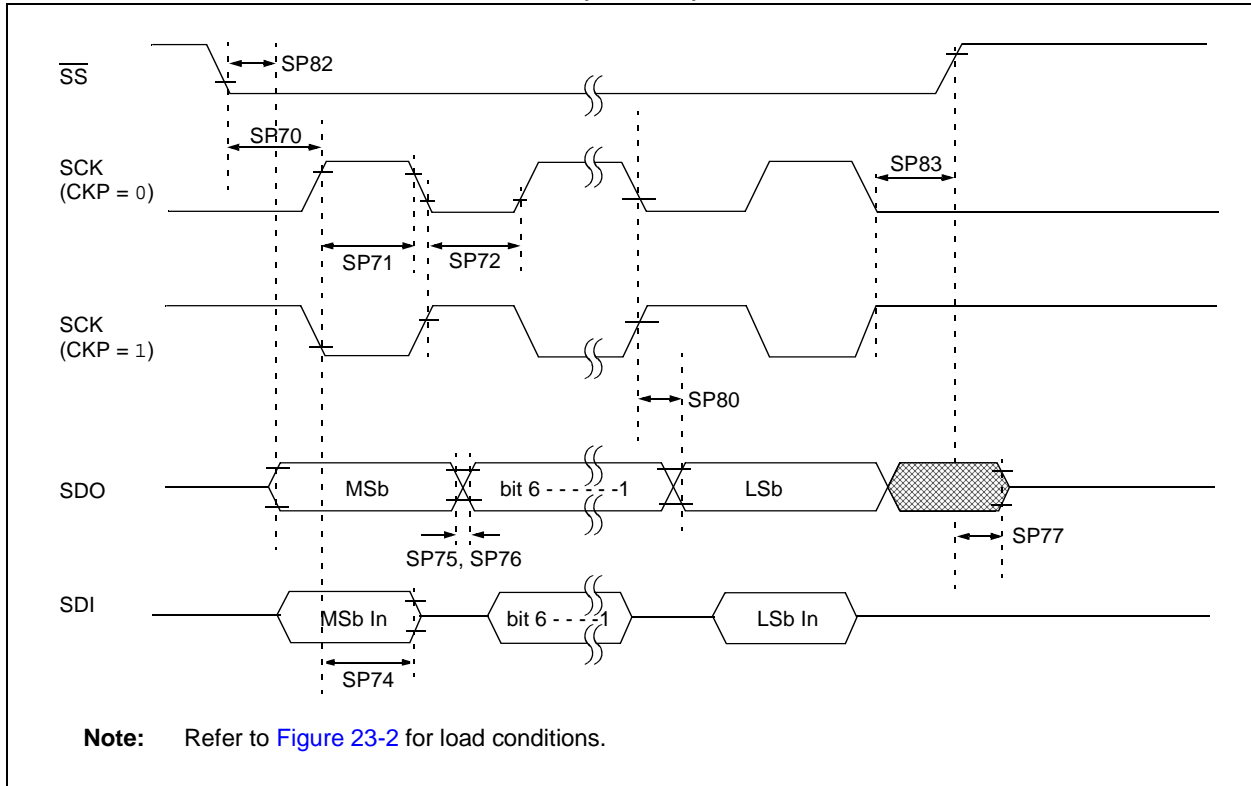 SS
SP82
SP70
SCK
(CKP = 0)
SP83
SP71
SP72
SCK
(CKP = 1)
SP80
SDO
MSb
bit 6 - - - - - -1
LSb
SP77
SP75, SP76
SDI
MSb In
bit 6 - - - -1
LSb In
SP74
Note: Refer to Figure 23-2 for load conditions.